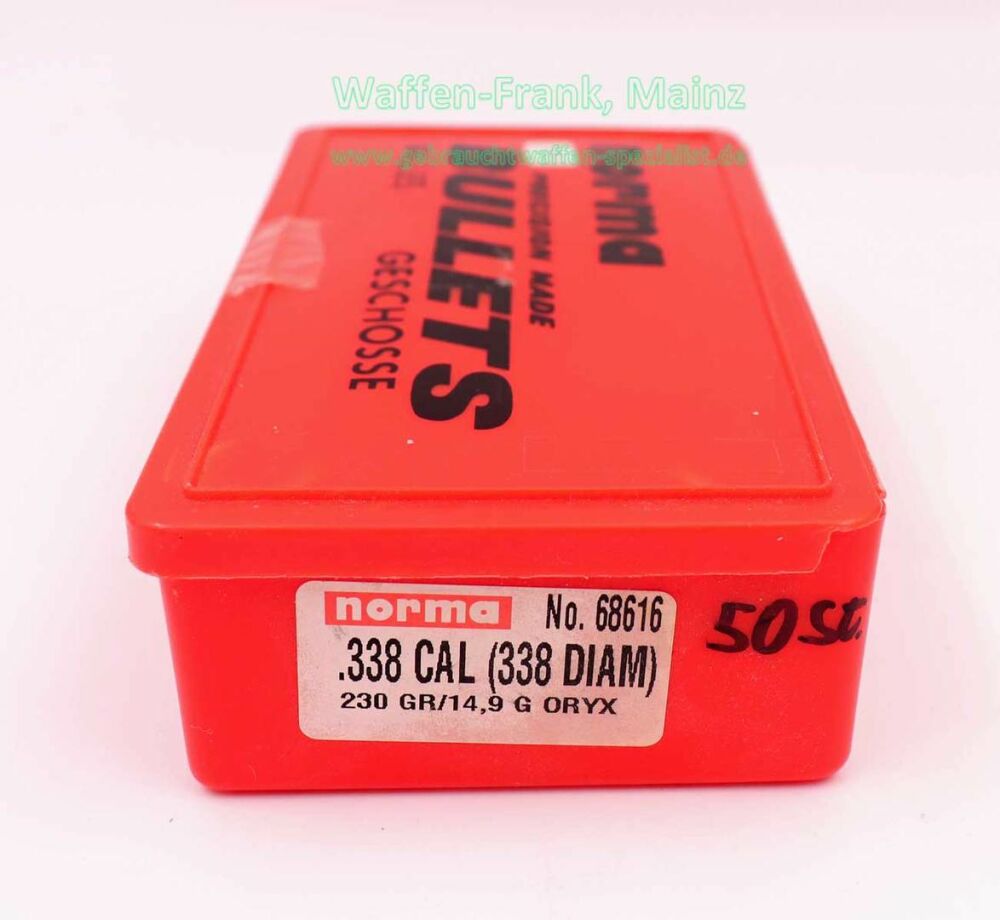 Waffen-Frank, Mainz
www.gebrauchtwaffen-spezialist.de
norma
PRECISION MADE
BULLETS
GESCHOSSE
norma No. 68616
.338 CAL (338 DIAM)
230 GR/14,9 G ORYX
50 St.